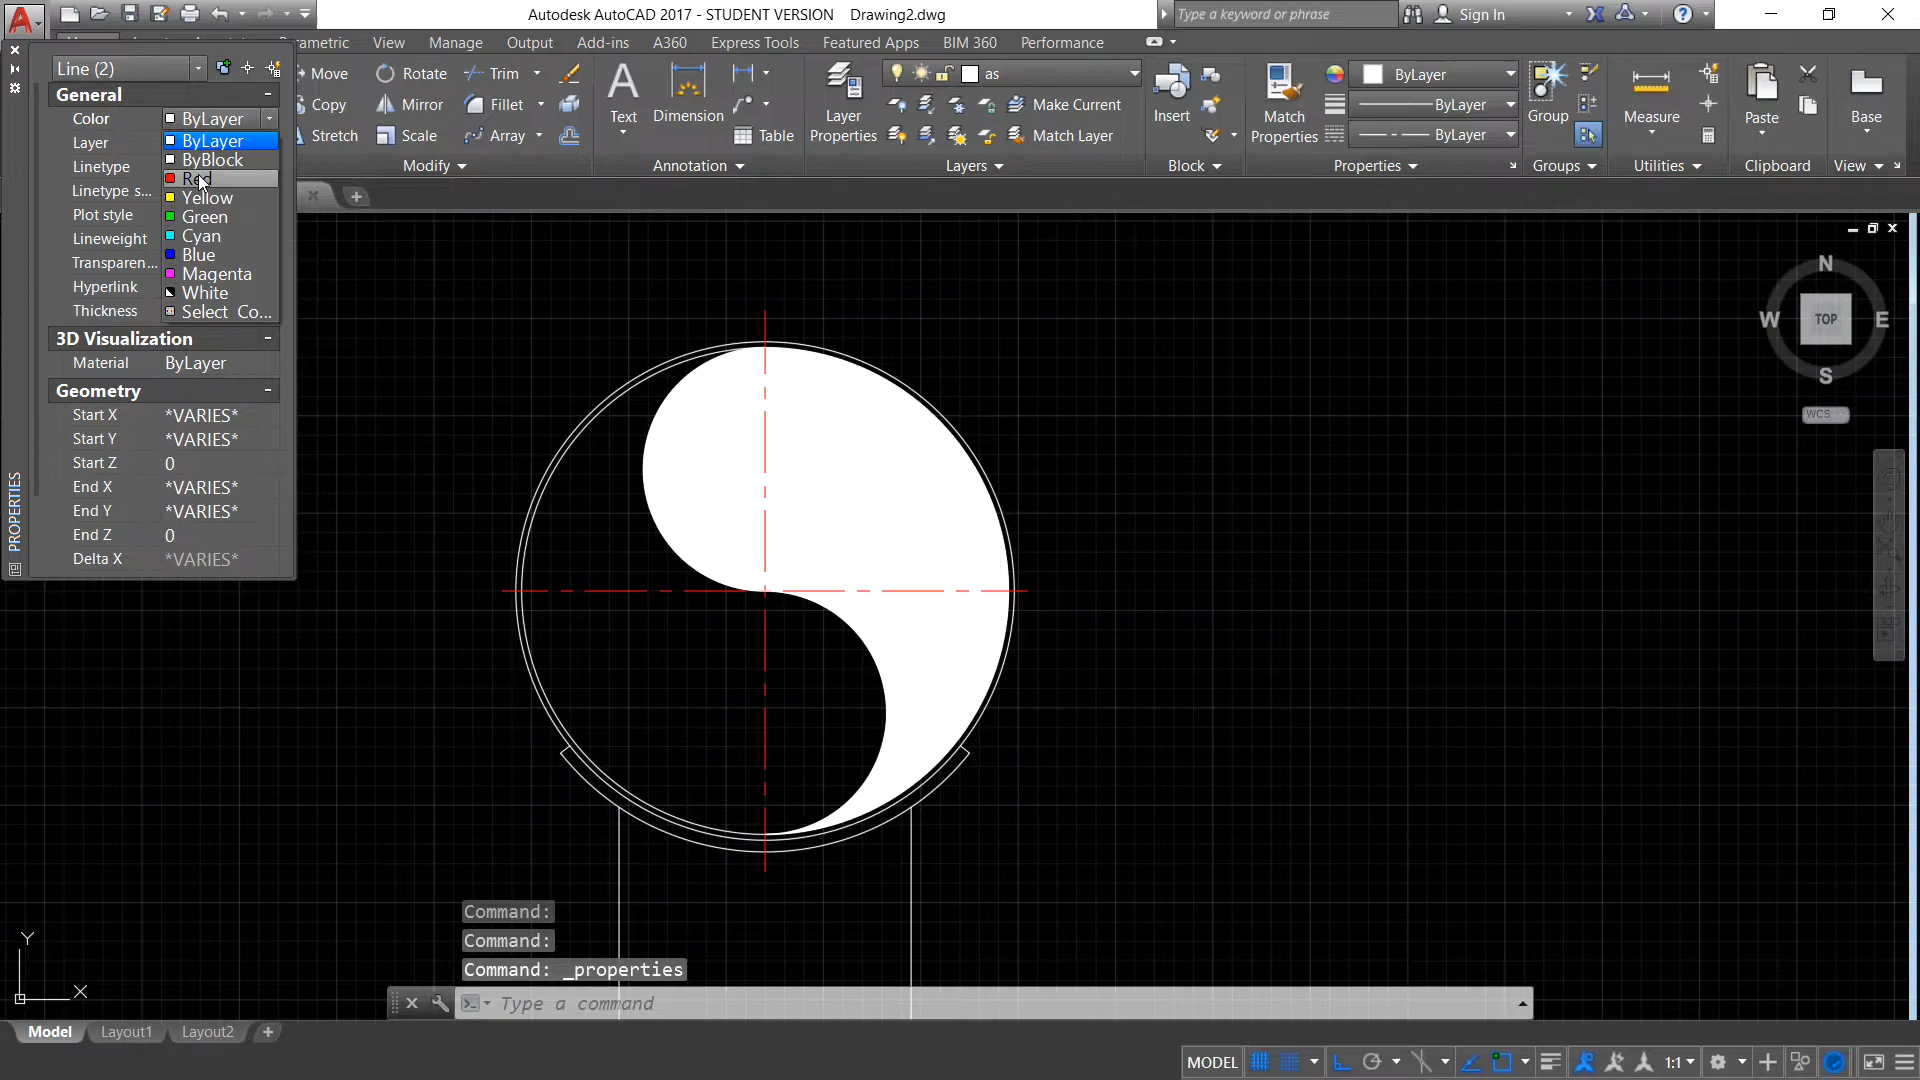 Autodesk AutoCAD 2017 - STUDENT VERSION Drawing2.dwg
Type a keyword or phrase
Sign In
Parametric View Manage Output Add-ins A360 Express Tools Featured Apps BIM 360 Performance
Line (2)
General
Color ByLayer
Layer
Linetype
Linetype s...
Plot style
Lineweight
Transparen...
Hyperlink
Thickness
ByLayer
ByBlock
Red
Yellow
Green
Cyan
Blue
Magenta
White
Select Co...
3D Visualization
Material ByLayer
Geometry
Start X *VARIES*
Start Y *VARIES*
Start Z 0
End X *VARIES*
End Y *VARIES*
End Z 0
Delta X *VARIES*
PROPERTIES
Move Rotate Trim
Copy Mirror Fillet
Stretch Scale Array
Modify
Text
Dimension
Table
Annotation
Layer
Properties
as
Make Current
Match Layer
Layers
Insert
Block
Match
Properties
ByLayer
ByLayer
ByLayer
Properties
Group
Groups
Measure
Utilities
Paste
Clipboard
Base
View
N
W TOP E
S
WCS
Command:
Command:
Command: _properties
Type a command
Y
X
Model Layout1 Layout2
MODEL
1:1